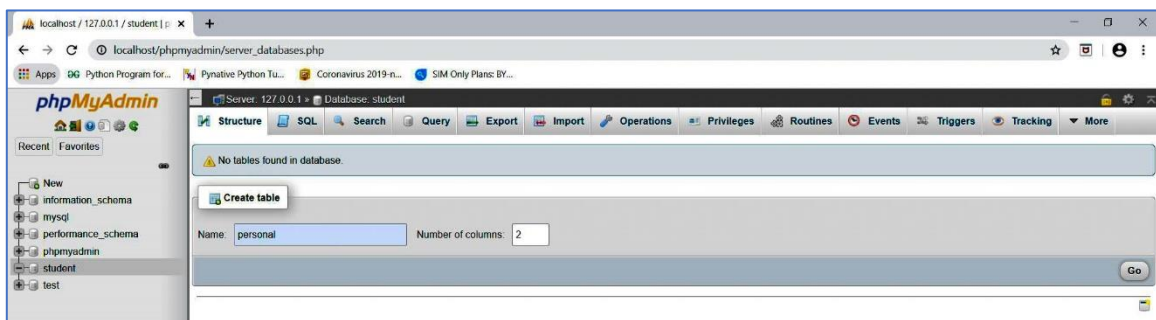 localhost / 127.0.0.1 / student | p
localhost/phpmyadmin/server_databases.php
Apps GG Python Program for... Pynative Python Tu... Coronavirus 2019-n... SIM Only Plans: BY...
phpMyAdmin
Recent Favorites
New
information_schema
mysql
performance_schema
phpmyadmin
student
test
Server: 127.0.0.1 » Database: student
Structure SQL Search Query Export Import Operations Privileges Routines Events Triggers Tracking More
No tables found in database.
Create table
Name: personal Number of columns: 2
Go